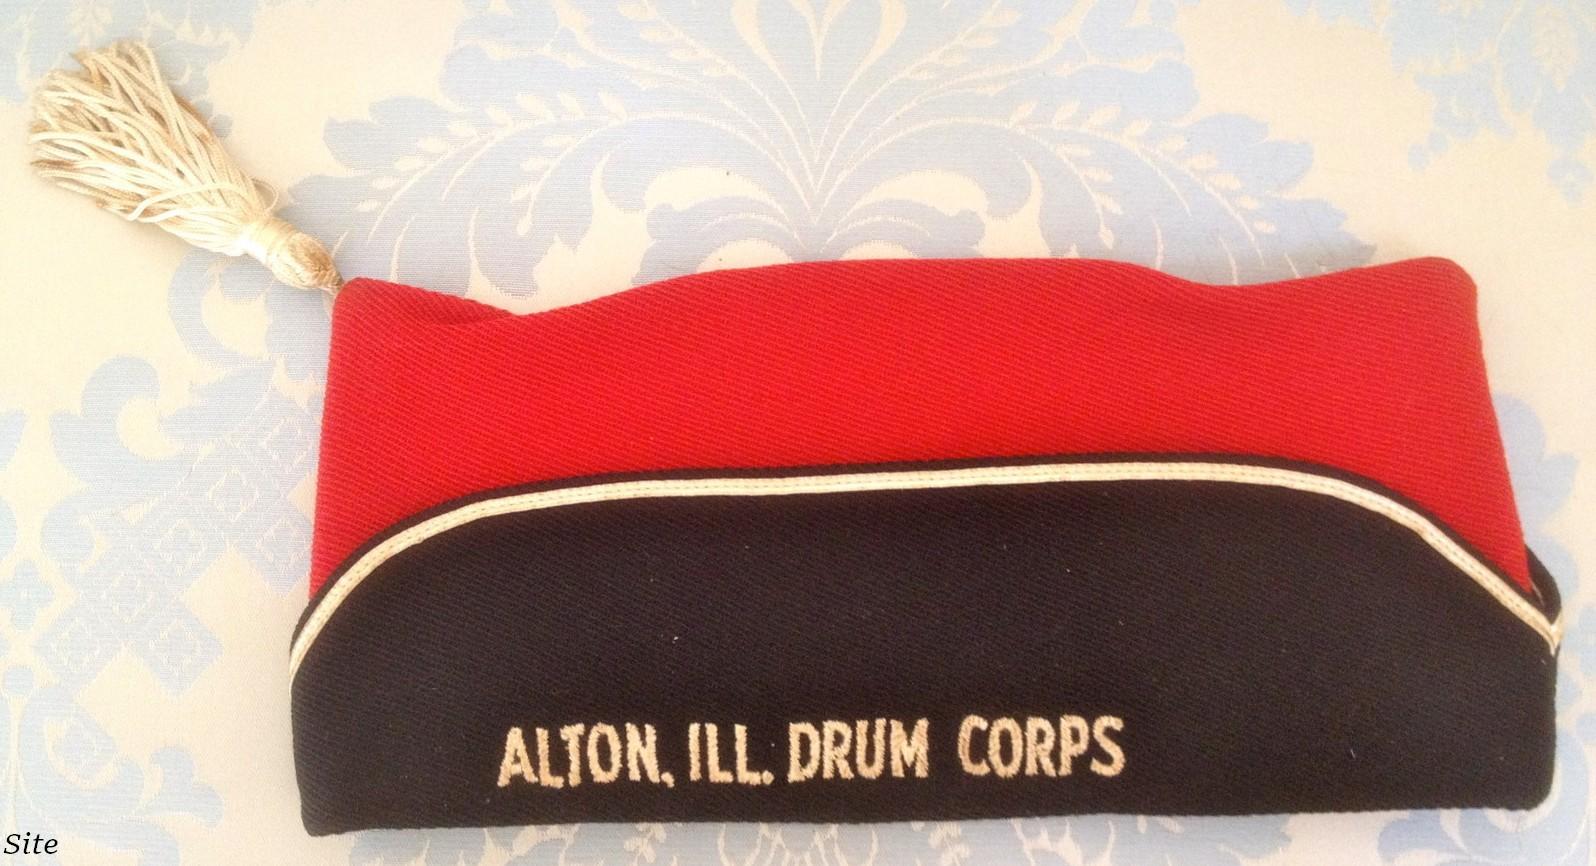 ALTON, ILL. DRUM CORPS
Site